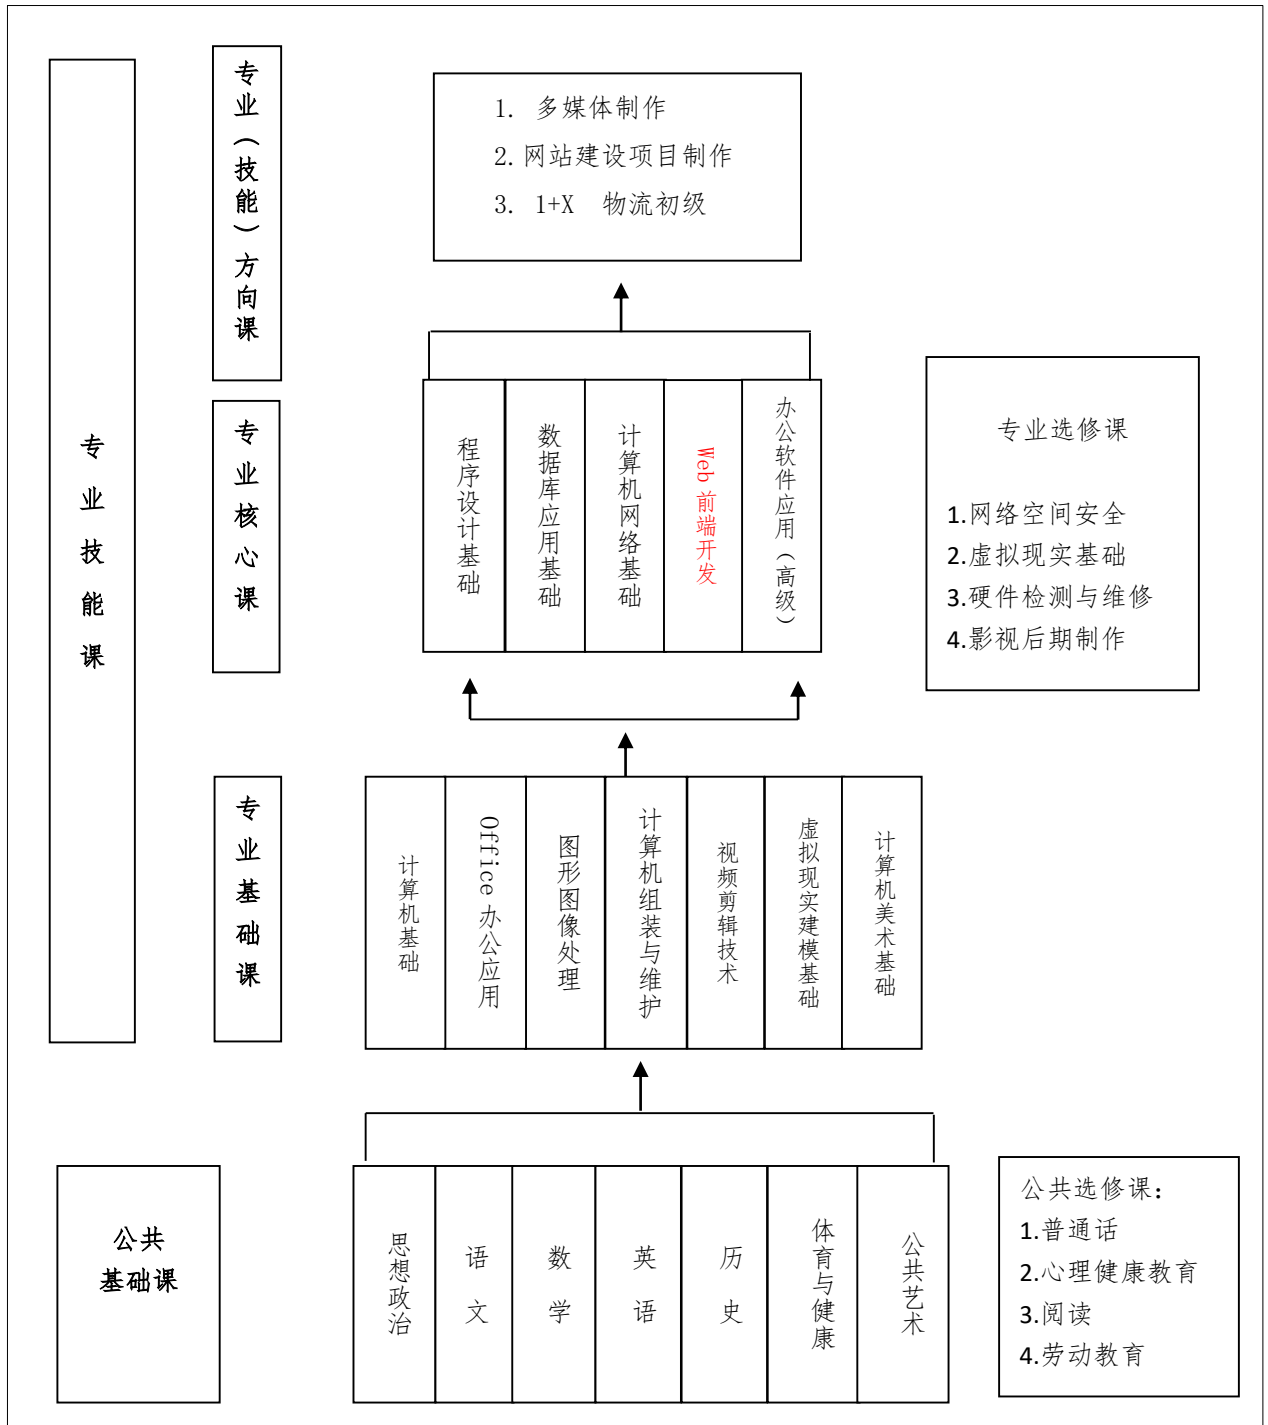 专业技能课
专业（技能）方向课
1. 多媒体制作
2. 网站建设项目制作
3. 1+X 物流初级
专业核心课
程序设计基础
数据库应用基础
计算机网络基础
Web 前端开发
办公软件应用（高级）
专业选修课
1.网络空间安全
2.虚拟现实基础
3.硬件检测与维修
4.影视后期制作
专业基础课
计算机基础
Office 办公应用
图形图像处理
计算机组装与维护
视频剪辑技术
虚拟现实建模基础
计算机美术基础
公共
基础课
思想政治
语文
数学
英语
历史
体育与健康
公共艺术
公共选修课：
1.普通话
2.心理健康教育
3.阅读
4.劳动教育